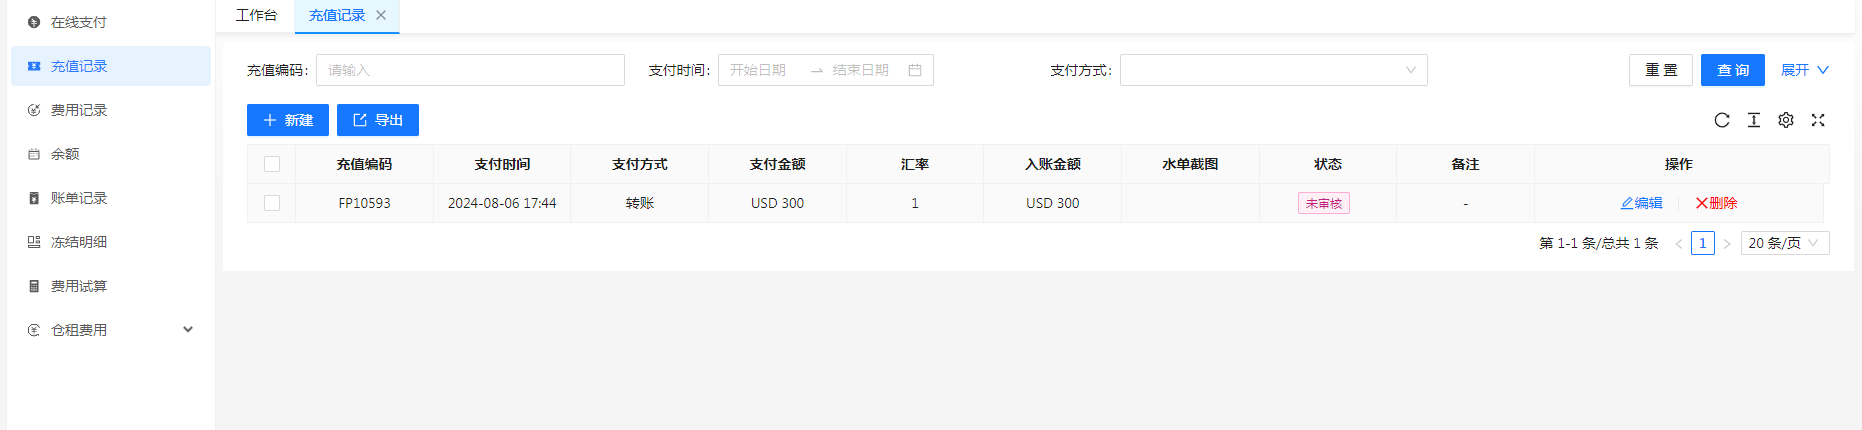 在线支付
充值记录
费用记录
余额
账单记录
冻结明细
费用试算
仓租费用
工作台 充值记录
充值编码: 请输入 支付时间: 开始日期 结束日期 支付方式: 重 置 查 询 展开
新建 导出
充值编码 支付时间 支付方式 支付金额 汇率 入账金额 水单截图 状态 备注 操作
FP10593 2024-08-06 17:44 转账 USD 300 1 USD 300 未审核 - 编辑 删除
第 1-1 条/总共 1 条 1 20 条/页